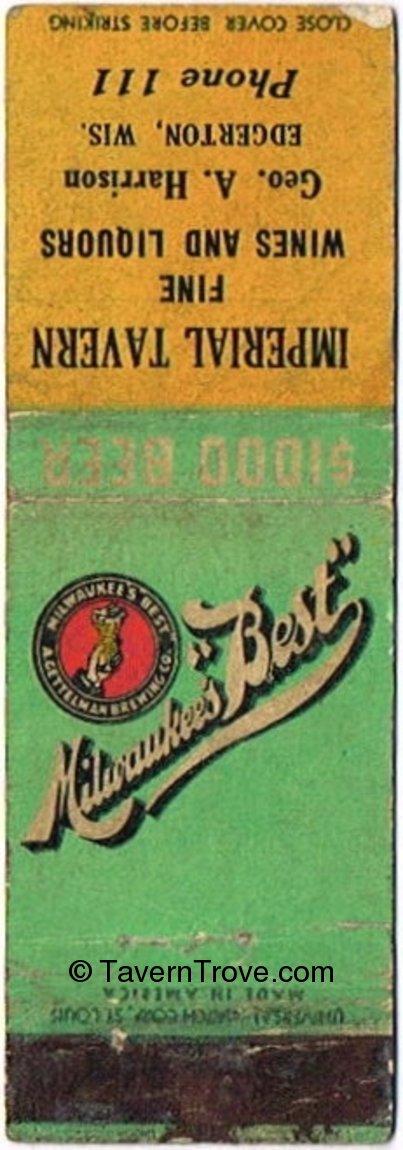 CLOSE COVER BEFORE STRIKING
Phone 111
EDGERTON, WIS.
Geo. A. Harrison
WINES AND LIQUORS
FINE
IMPERIAL TAVERN
$1000 BEER
MILWAUKEE'S "BEST"
A. GETTELMAN BREWING CO.
Milwaukee's "Best"
© TavernTrove.com
MADE IN AMERICA
UNIVERSAL MATCH CORP., ST. LOUIS